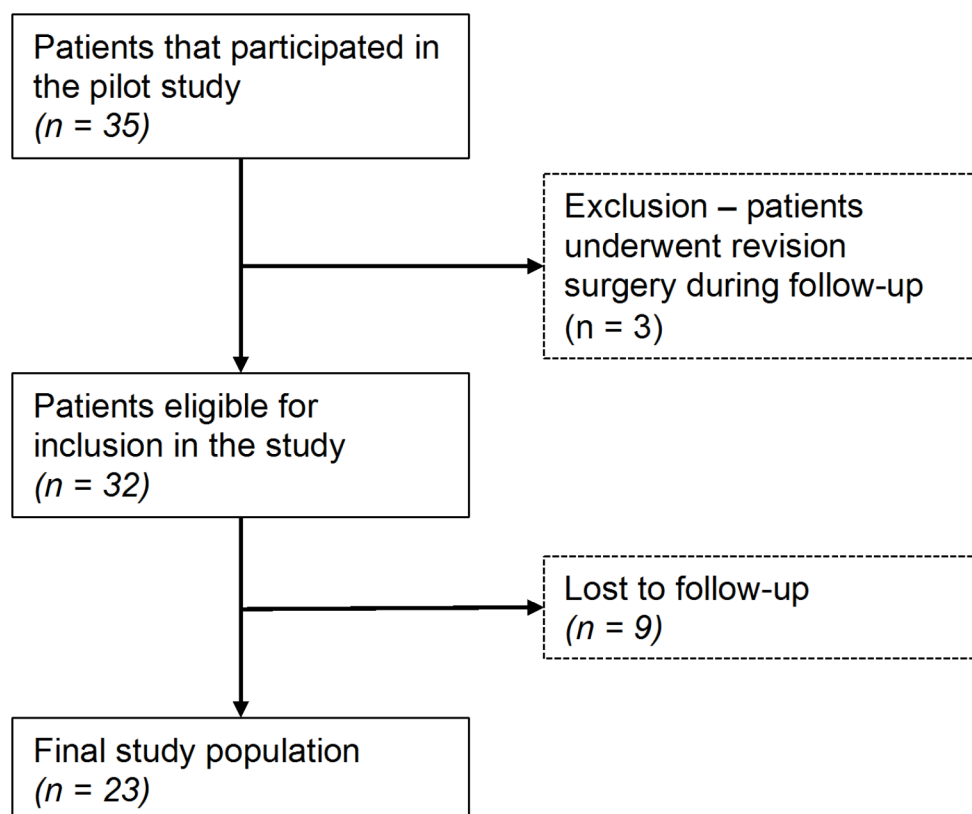 Patients that participated in
the pilot study
(n = 35)
Exclusion – patients
underwent revision
surgery during follow-up
(n = 3)
Patients eligible for
inclusion in the study
(n = 32)
Lost to follow-up
(n = 9)
Final study population
(n = 23)